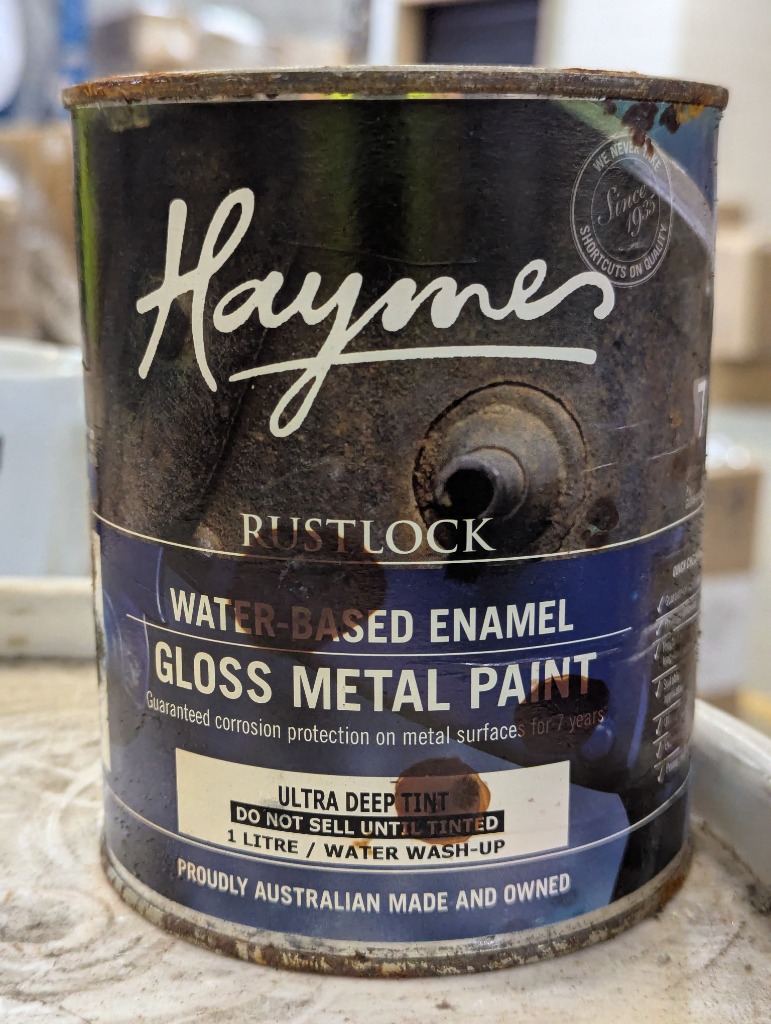 WE NEVER TAKE
Since
1935
SHORTCUTS ON QUALITY
Haymes
7
RUSTLOCK
WATER-BASED ENAMEL
GLOSS METAL PAINT
Guaranteed corrosion protection on metal surfaces for 7 years
ULTRA DEEP TINT
DO NOT SELL UNTIL TINTED
1 LITRE / WATER WASH-UP
PROUDLY AUSTRALIAN MADE AND OWNED